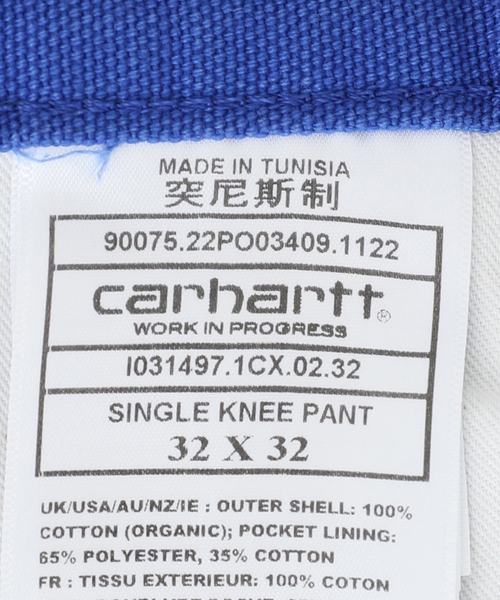 MADE IN TUNISIA
突尼斯制
90075.22PO03409.1122
carhartt®
WORK IN PROGRESS
I031497.1CX.02.32
SINGLE KNEE PANT
32 X 32
UK/USA/AU/NZ/IE : OUTER SHELL: 100%
COTTON (ORGANIC); POCKET LINING:
65% POLYESTER, 35% COTTON
FR : TISSU EXTERIEUR: 100% COTON